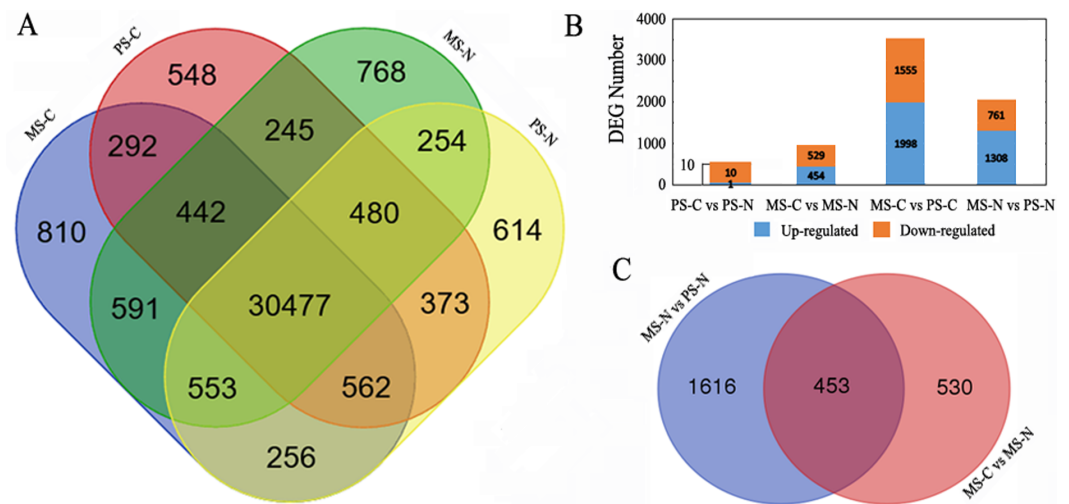 A
PS-C
MS-N
MS-C
PS-N
548
768
292
245
254
810
442
480
614
591
30477
373
553
562
256
B
DEG Number
4000
3000
2000
1000
0
10
10
1
529
454
1555
1998
761
1308
PS-C vs PS-N
MS-C vs MS-N
MS-C vs PS-C
MS-N vs PS-N
Up-regulated
Down-regulated
C
MS-N vs PS-N
1616
453
530
MS-C vs MS-N